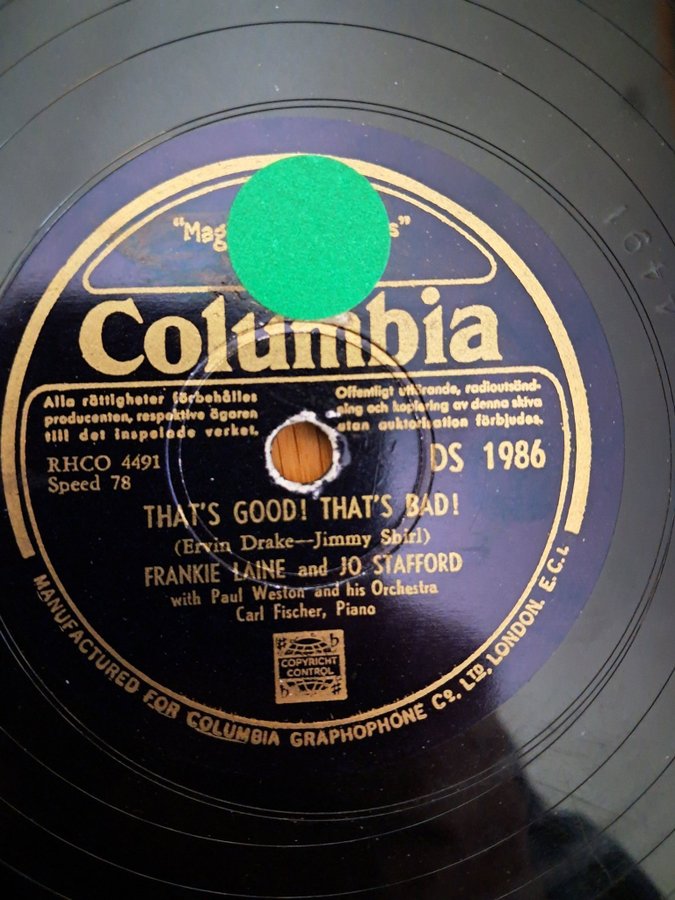 "Mag s"
Columbia
Alla rättigheter förbehålles
producenten, respektive ägaren
till det inspelade verket.
Offentligt utförande, radioutsänd-
ning och kopiering av denna skiva
utan auktorisation förbjudes.
RHCO 4491
Speed 78
DS 1986
THAT'S GOOD! THAT'S BAD!
(Ervin Drake—Jimmy Shirl)
FRANKIE LAINE and JO. STAFFORD
with Paul Weston and his Orchestra
Carl Fischer, Piano
COPYRIGHT
CONTROL
MANUFACTURED FOR COLUMBIA GRAPHOPHONE Co. LTD. LONDON. E.C.1.